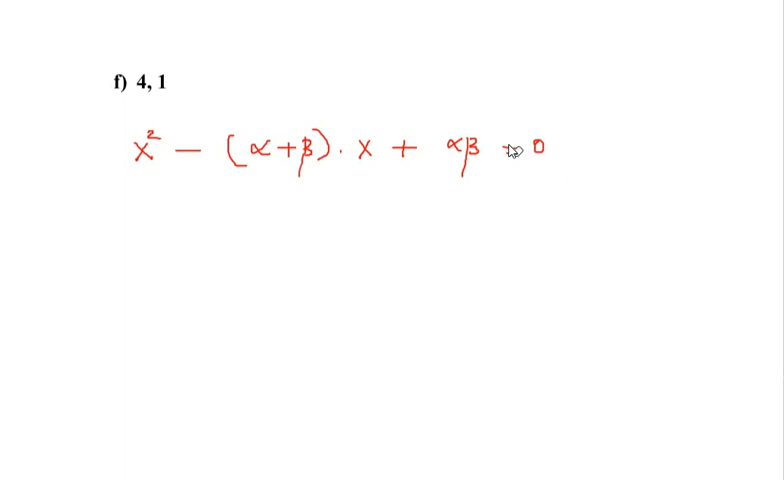 f) 4, 1
x² − (α+β) . x + αβ = 0